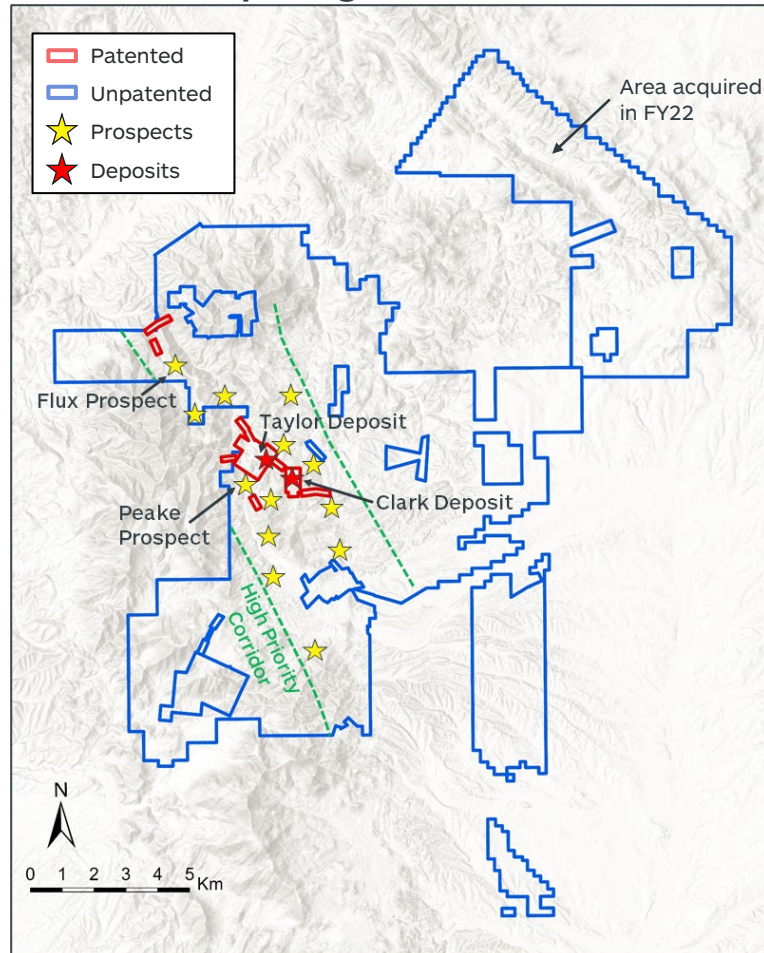 Patented
Unpatented
Prospects
Deposits
Area acquired
in FY22
Flux Prospect
Taylor Deposit
Clark Deposit
Peake
Prospect
High Priority
Corridor
N
0 1 2 3 4 5 Km